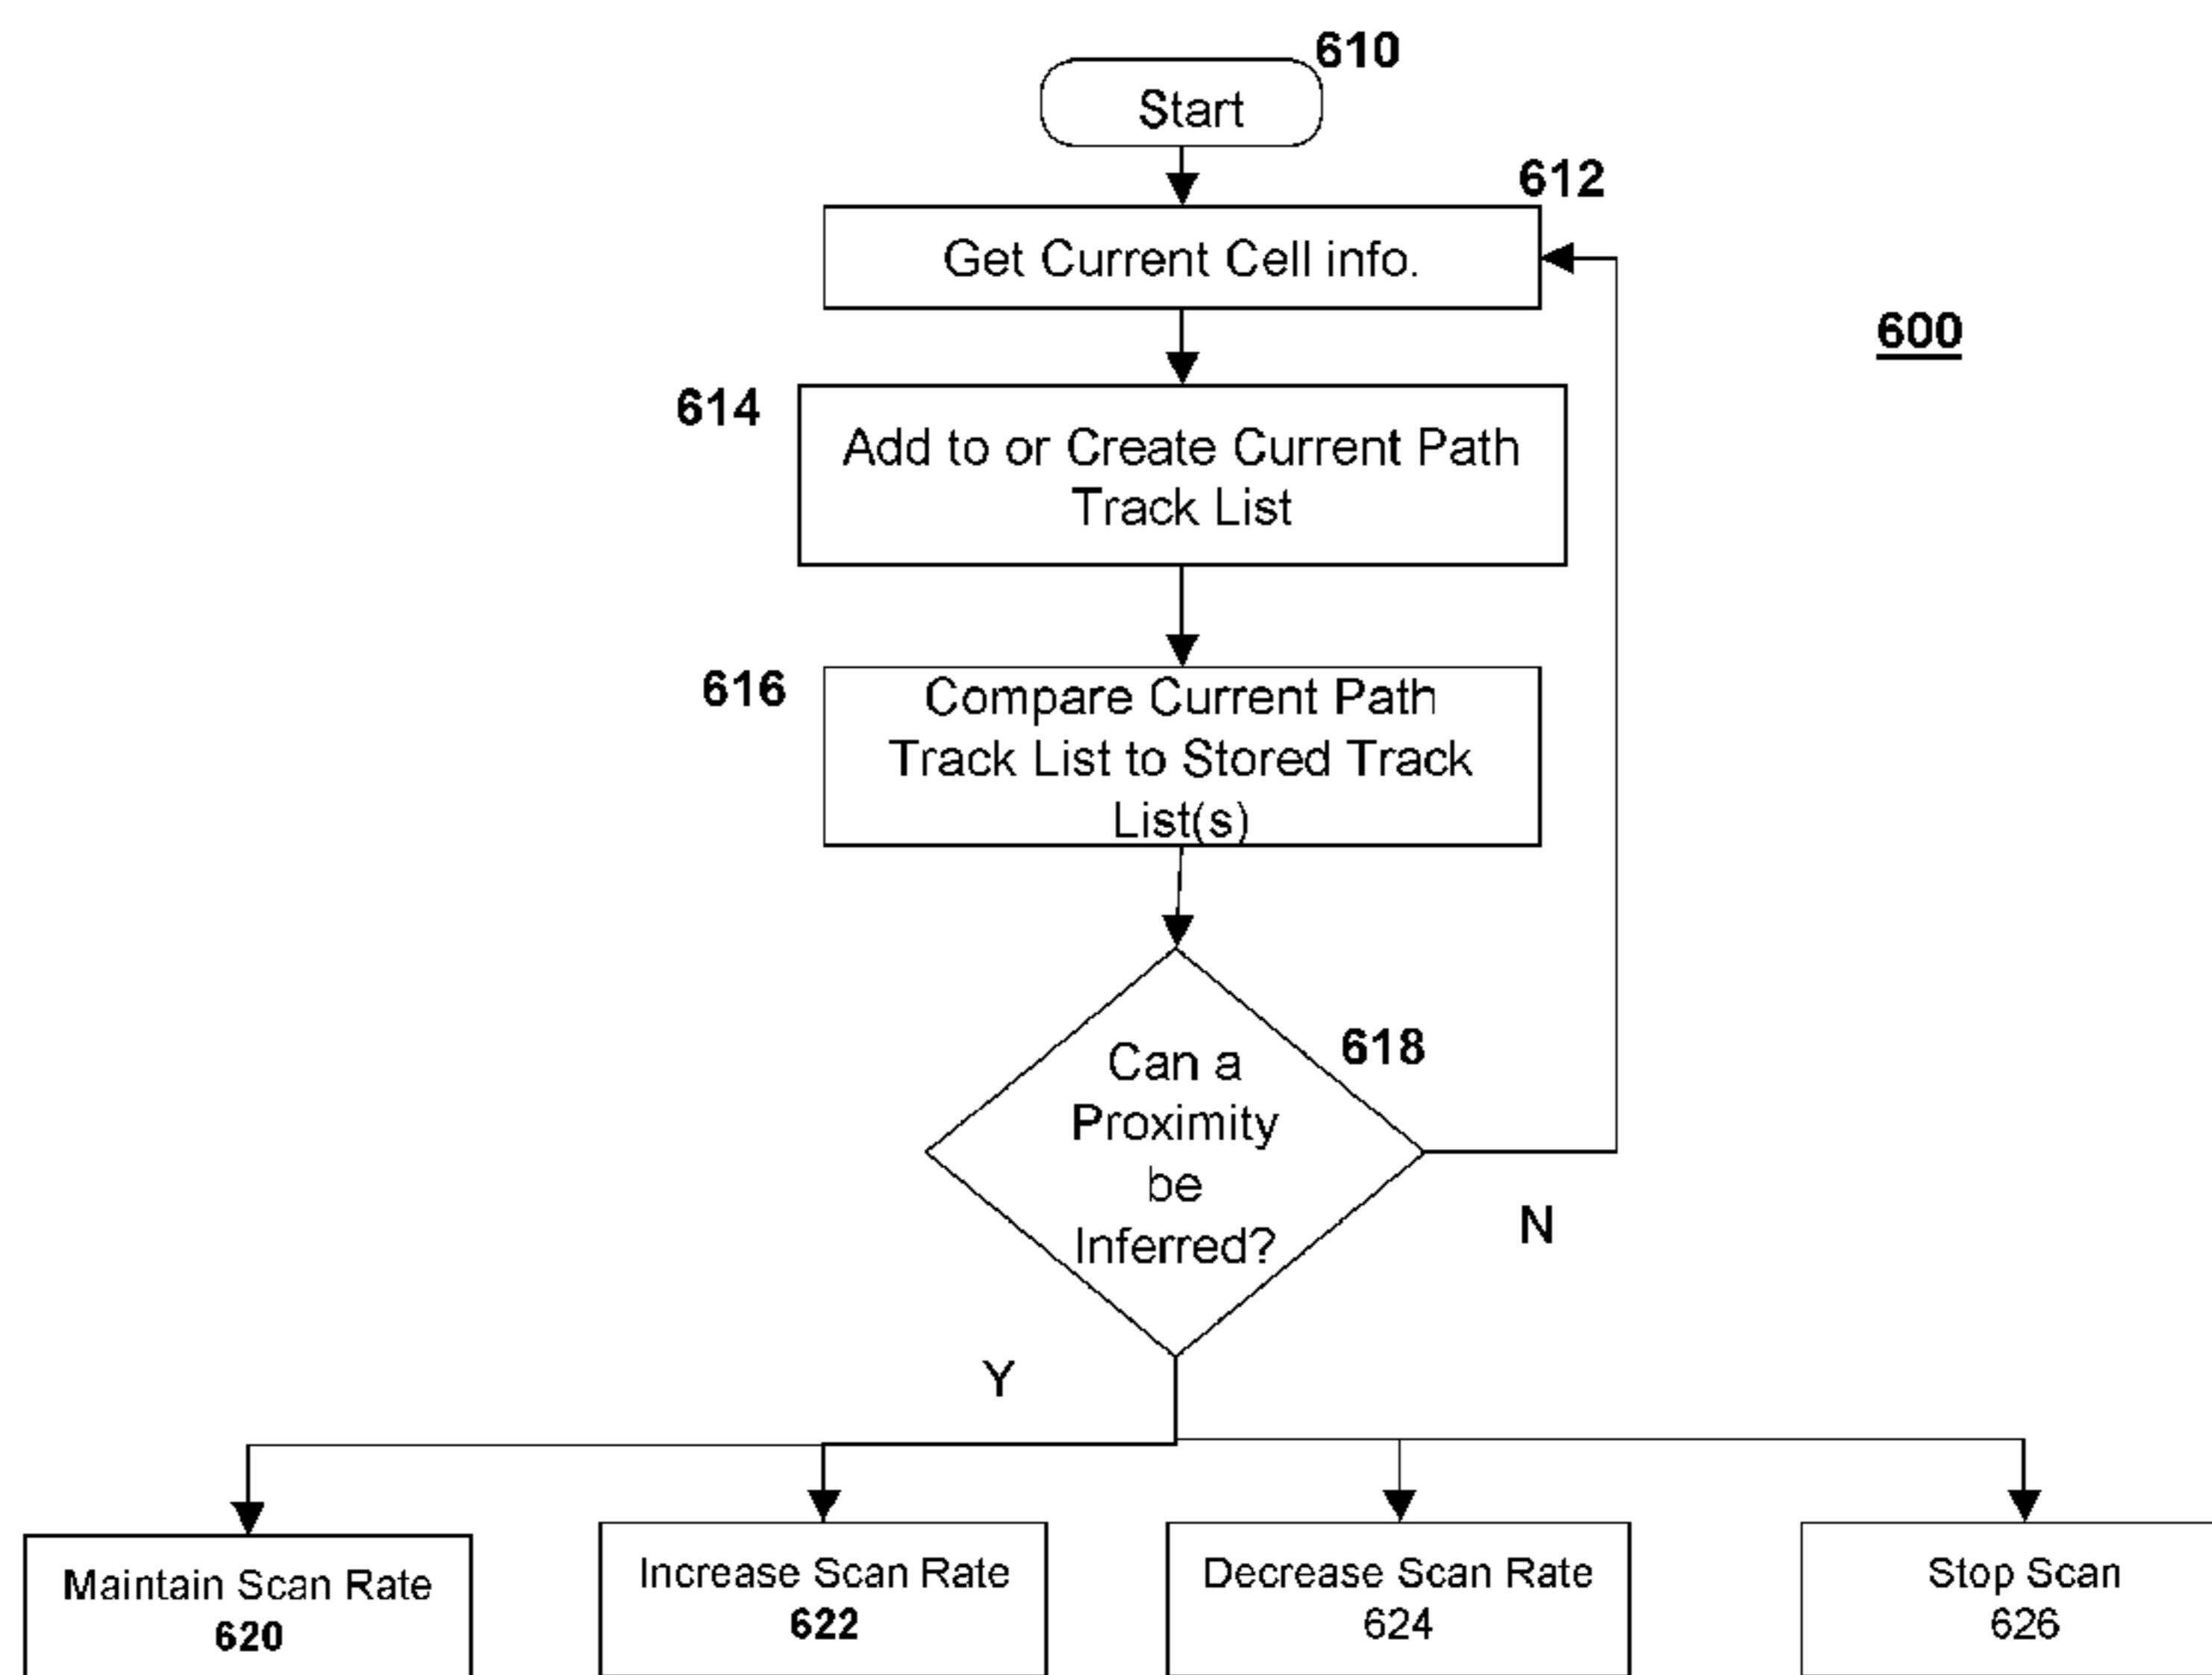 610
Start
612
Get Current Cell info.
600
614
Add to or Create Current Path
Track List
616
Compare Current Path
Track List to Stored Track
List(s)
618
Can a
Proximity
be
Inferred?
N
Y
Maintain Scan Rate
620
Increase Scan Rate
622
Decrease Scan Rate
624
Stop Scan
626